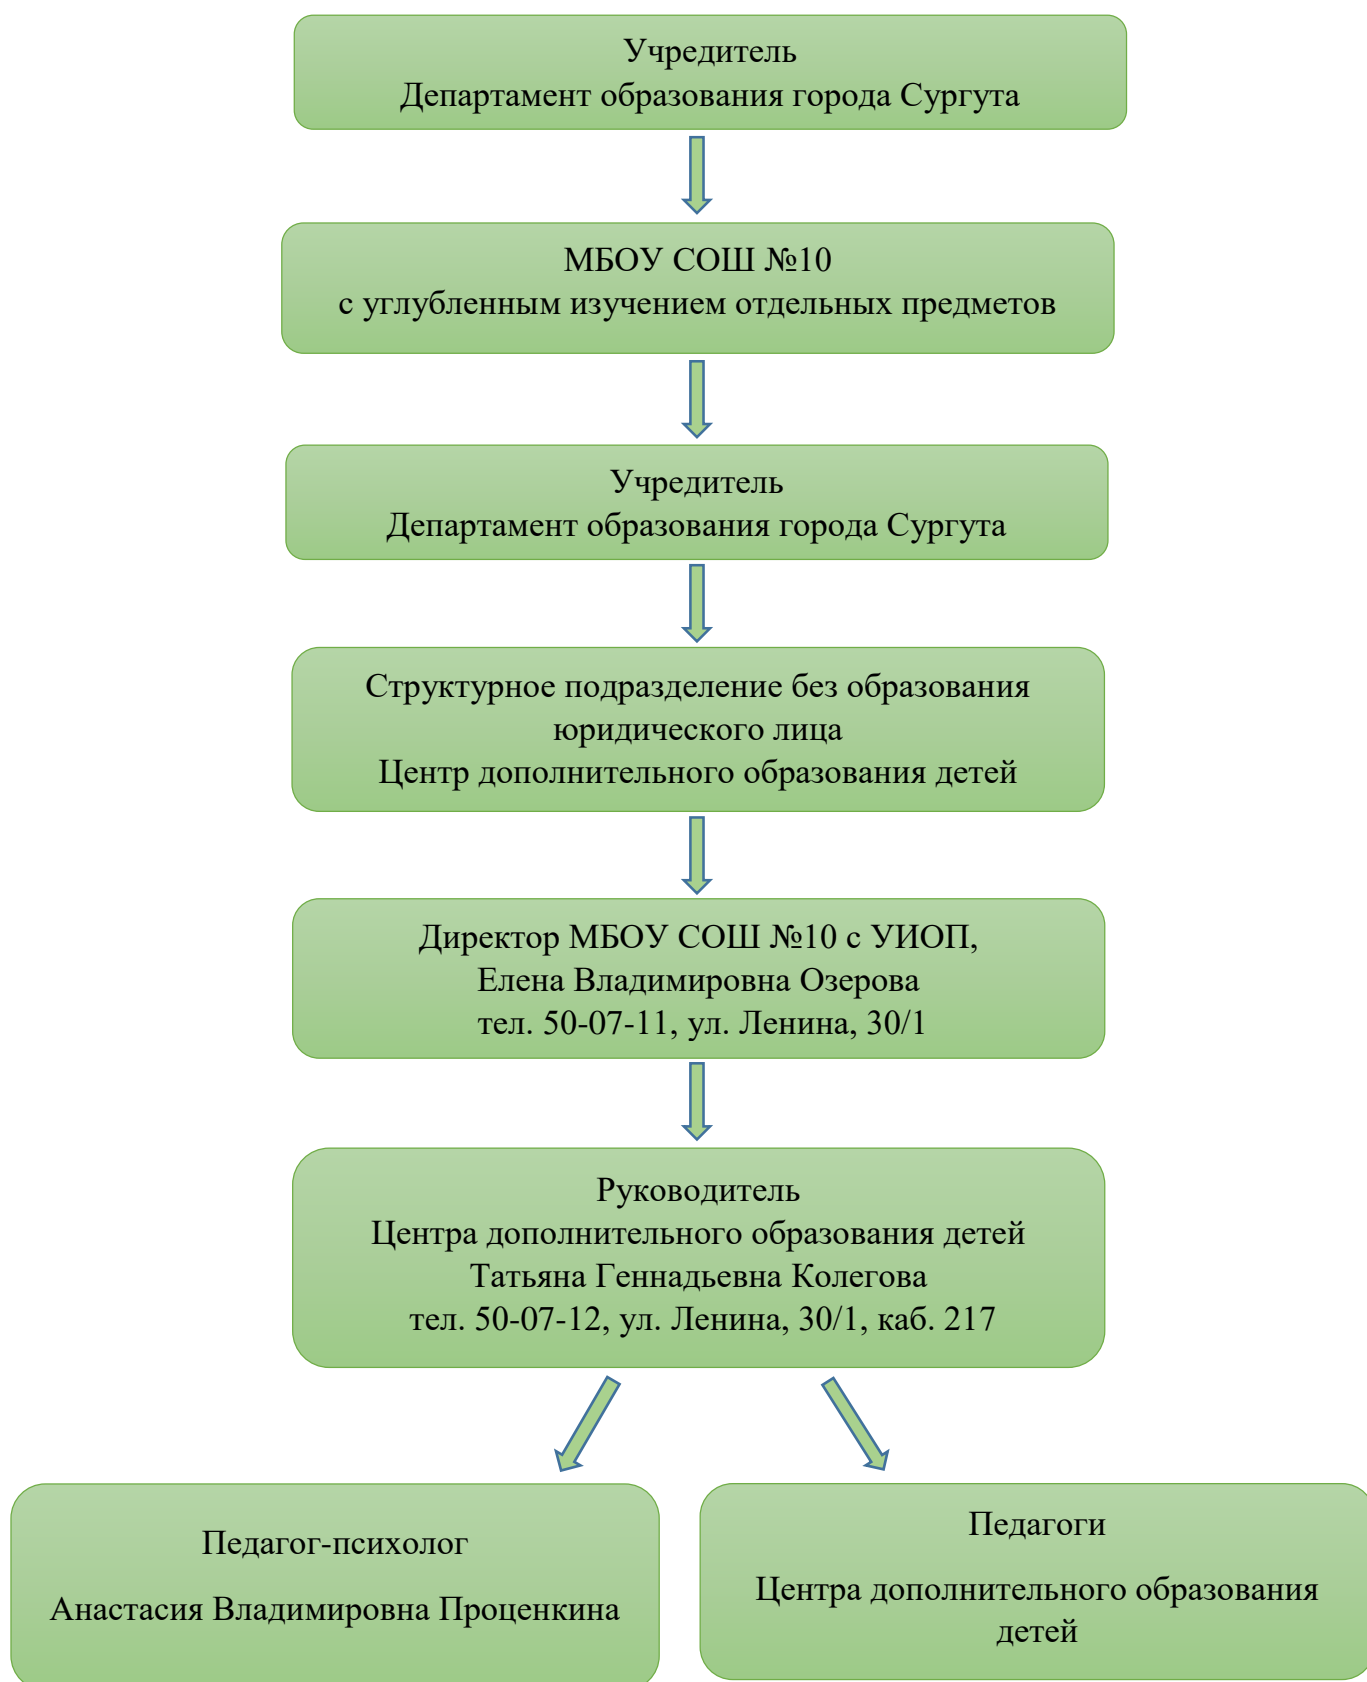 Учредитель
Департамент образования города Сургута
МБОУ СОШ №10
с углубленным изучением отдельных предметов
Учредитель
Департамент образования города Сургута
Структурное подразделение без образования
юридического лица
Центр дополнительного образования детей
Директор МБОУ СОШ №10 с УИОП,
Елена Владимировна Озерова
тел. 50-07-11, ул. Ленина, 30/1
Руководитель
Центра дополнительного образования детей
Татьяна Геннадьевна Колегова
тел. 50-07-12, ул. Ленина, 30/1, каб. 217
Педагог-психолог
Анастасия Владимировна Проценкина
Педагоги
Центра дополнительного образования
детей